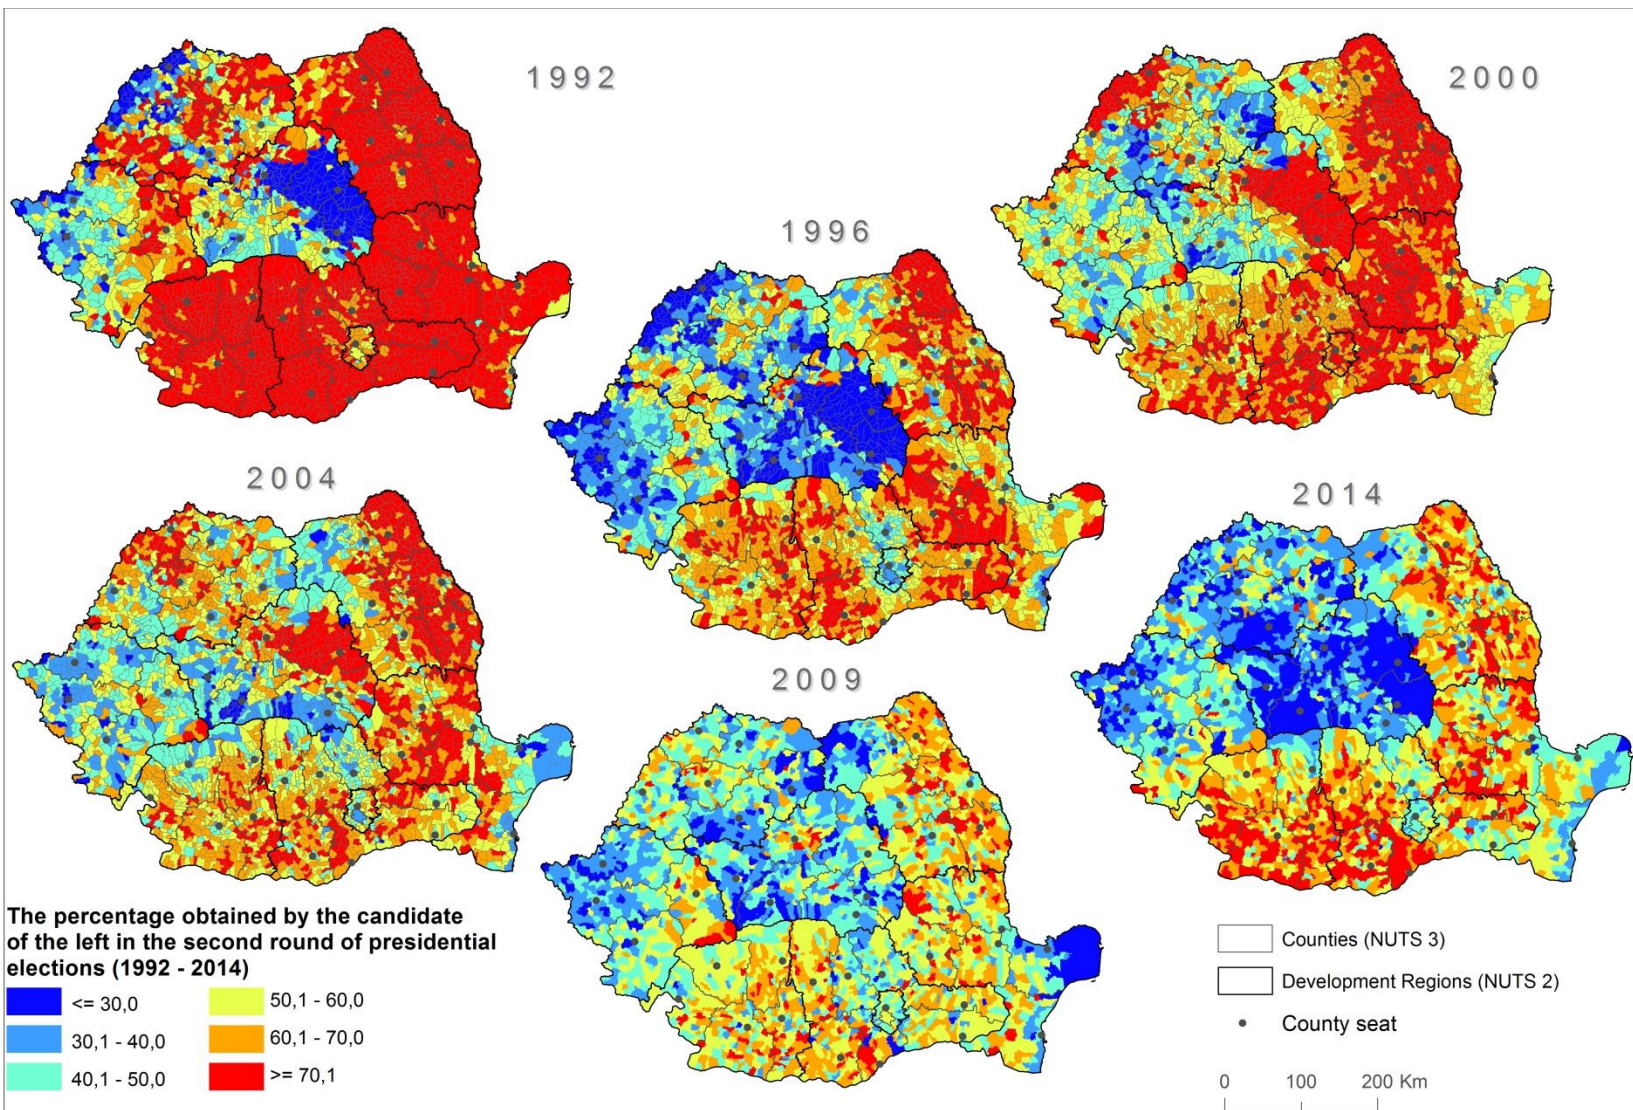 1992
2000
1996
2004
2014
2009
The percentage obtained by the candidate
of the left in the second round of presidential
elections (1992 - 2014)
<= 30,0
50,1 - 60,0
30,1 - 40,0
60,1 - 70,0
40,1 - 50,0
>= 70,1
Counties (NUTS 3)
Development Regions (NUTS 2)
County seat
0 100 200 Km